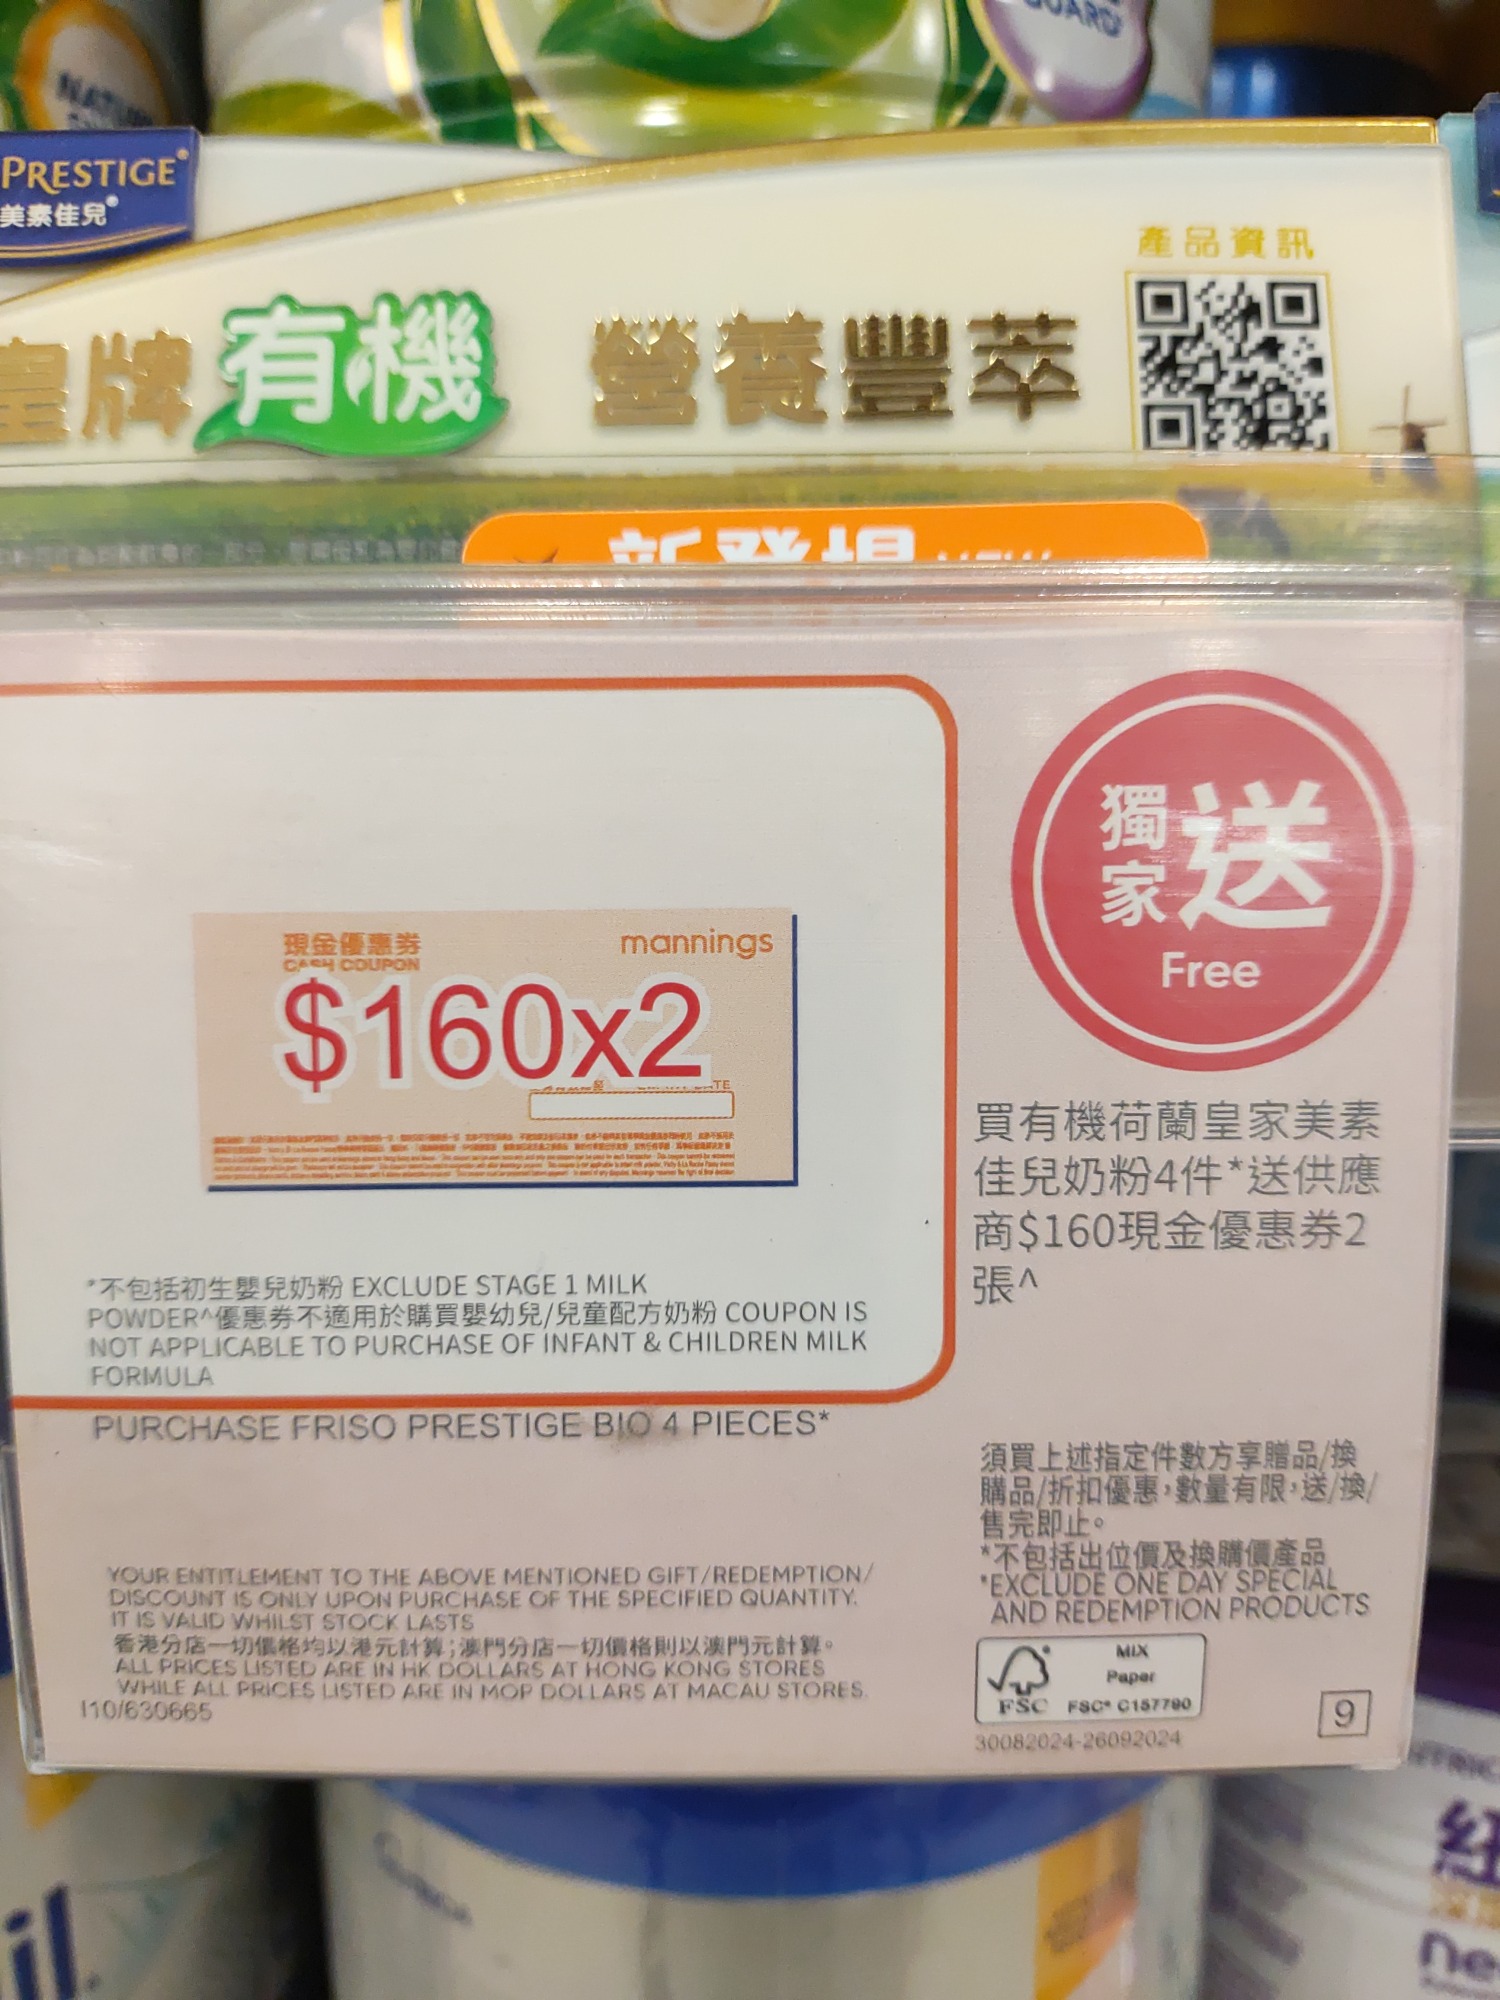 PRESTIGE®
美素佳兒®
產品資訊
皇牌有機 營養豐萃
獨家送
Free
現金優惠券
mannings
CASH COUPON
$160x2
買有機荷蘭皇家美素
佳兒奶粉4件*送供應
商$160現金優惠券2
張^
*不包括初生嬰兒奶粉 EXCLUDE STAGE 1 MILK
POWDER^優惠券不適用於購買嬰幼兒/兒童配方奶粉 COUPON IS
NOT APPLICABLE TO PURCHASE OF INFANT & CHILDREN MILK
FORMULA
PURCHASE FRISO PRESTIGE BIO 4 PIECES*
須買上述指定件數方享贈品/換
購品/折扣優惠，數量有限，送/換/
售完即止。
*不包括出位價及換購價產品
*EXCLUDE ONE DAY SPECIAL
AND REDEMPTION PRODUCTS
YOUR ENTITLEMENT TO THE ABOVE MENTIONED GIFT/REDEMPTION/
DISCOUNT IS ONLY UPON PURCHASE OF THE SPECIFIED QUANTITY.
IT IS VALID WHILST STOCK LASTS
香港分店一切價格均以港元計算；澳門分店一切價格則以澳門元計算。
ALL PRICES LISTED ARE IN HK DOLLARS AT HONG KONG STORES
WHILE ALL PRICES LISTED ARE IN MOP DOLLARS AT MACAU STORES.
I10/630665
FSC
MIX
Paper
FSC® C157790
30082024-26092024
9